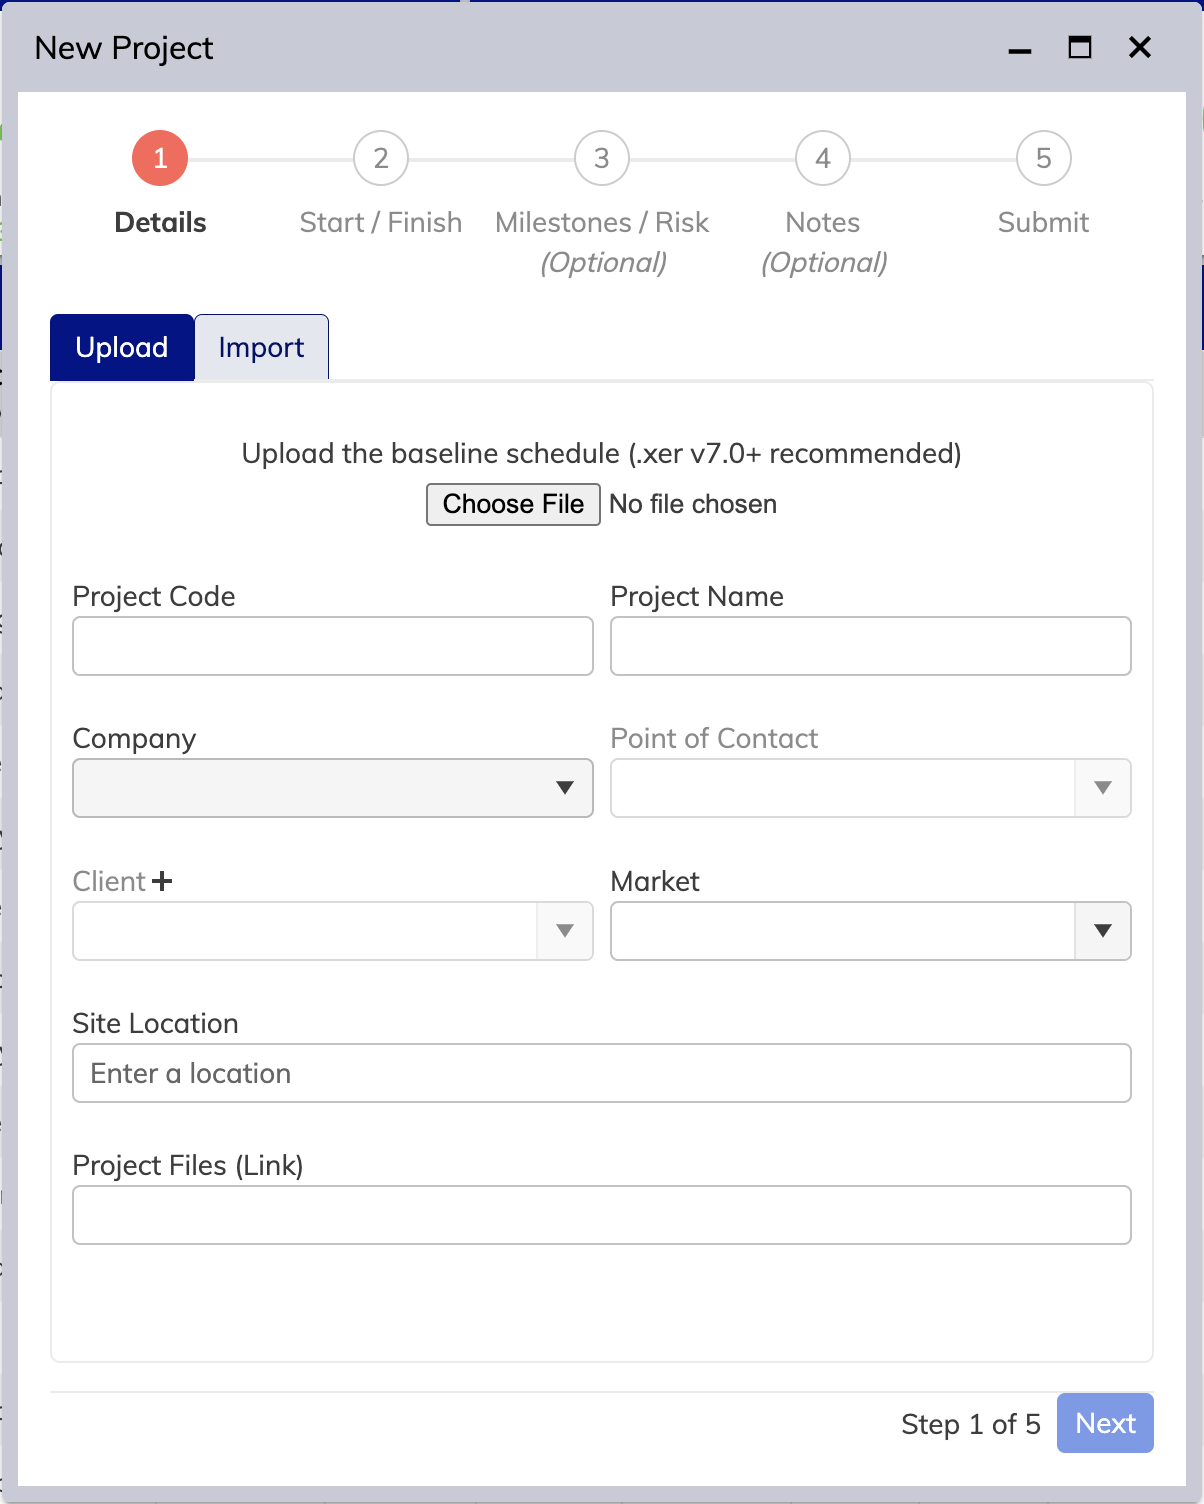 New Project
1 2 3 4 5
Details Start / Finish Milestones / Risk Notes Submit
(Optional) (Optional)
Upload Import
Upload the baseline schedule (.xer v7.0+ recommended)
Choose File No file chosen
Project Code Project Name
Company Point of Contact
Client + Market
Site Location
Enter a location
Project Files (Link)
Step 1 of 5 Next